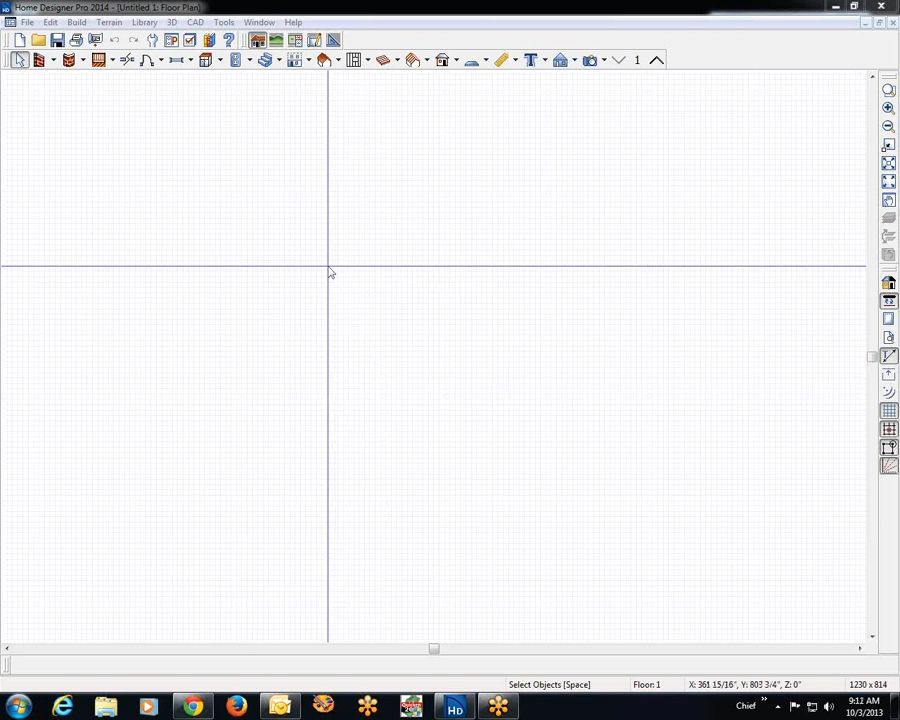 Home Designer Pro 2014 - [Untitled 1: Floor Plan]
File Edit Build Terrain Library 3D CAD Tools Window Help
1
Select Objects [Space] Floor: 1 X: 361 15/16", Y: 803 3/4", Z: 0" 1230 x 814
Chief 9:12 AM
10/3/2013